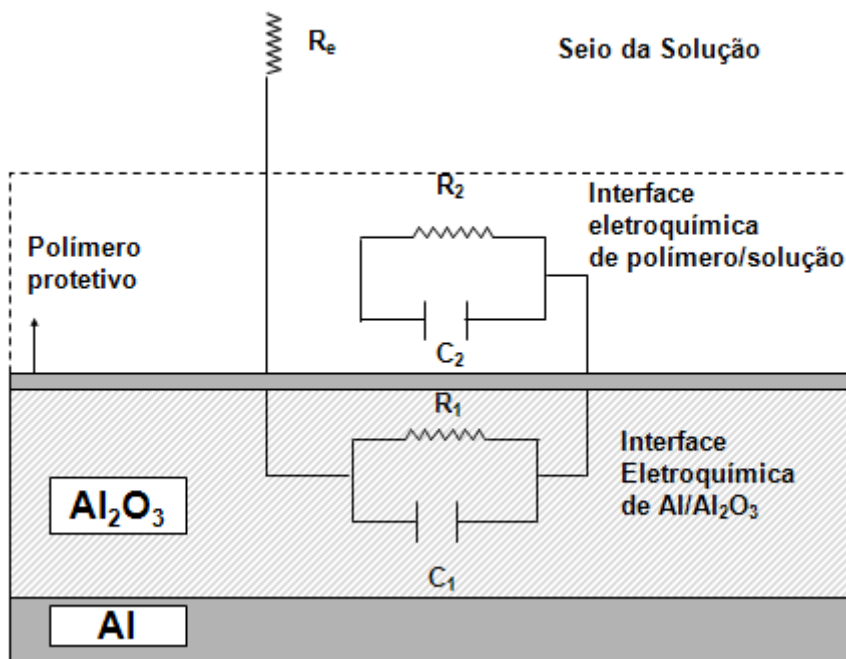 Rₑ
Seio da Solução
R₂
Interface
eletroquímica
de polímero/solução
Polímero
protetivo
C₂
R₁
Interface
Eletroquímica
de Al/Al₂O₃
Al₂O₃
C₁
Al